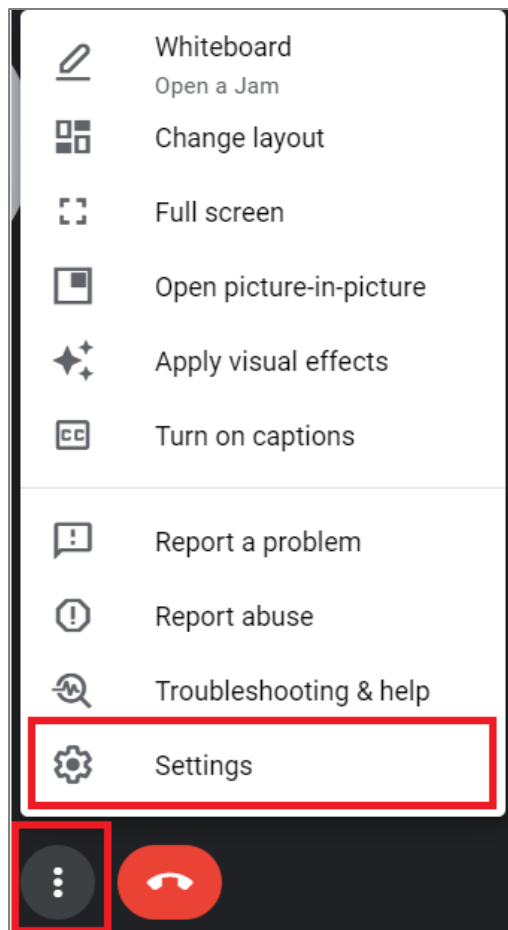 Whiteboard
Open a Jam
Change layout
Full screen
Open picture-in-picture
Apply visual effects
CC
Turn on captions
Report a problem
Report abuse
Troubleshooting & help
Settings